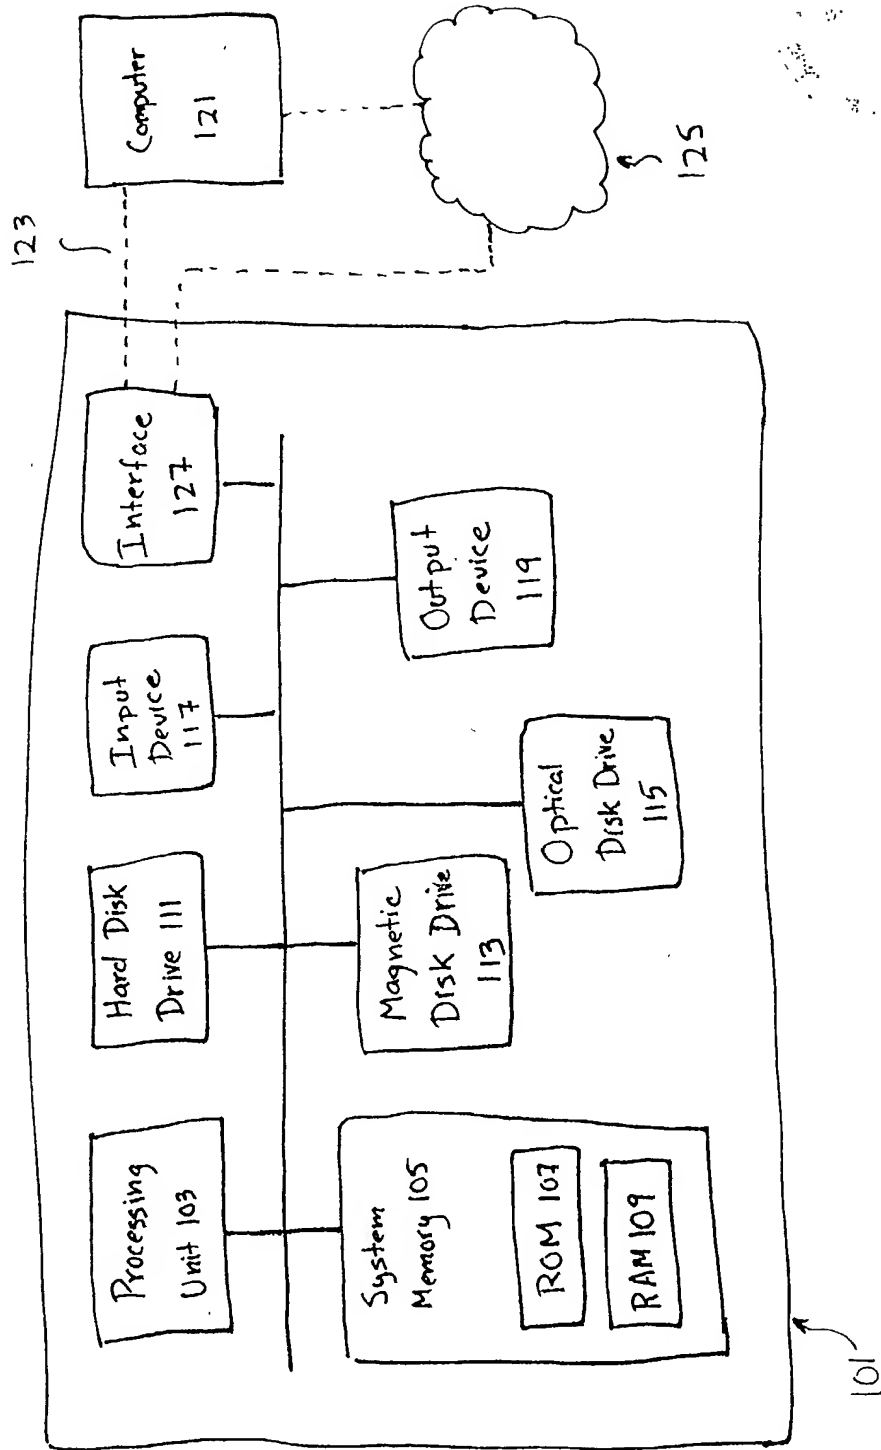 Processing
Unit 103
Hard Disk
Drive 111
Input
Device
117
Interface
127
123
Computer
121
System
Memory 105
ROM 107
RAM 109
Magnetic
Disk Drive
113
Optical
Disk Drive
115
Output
Device
119
125
101